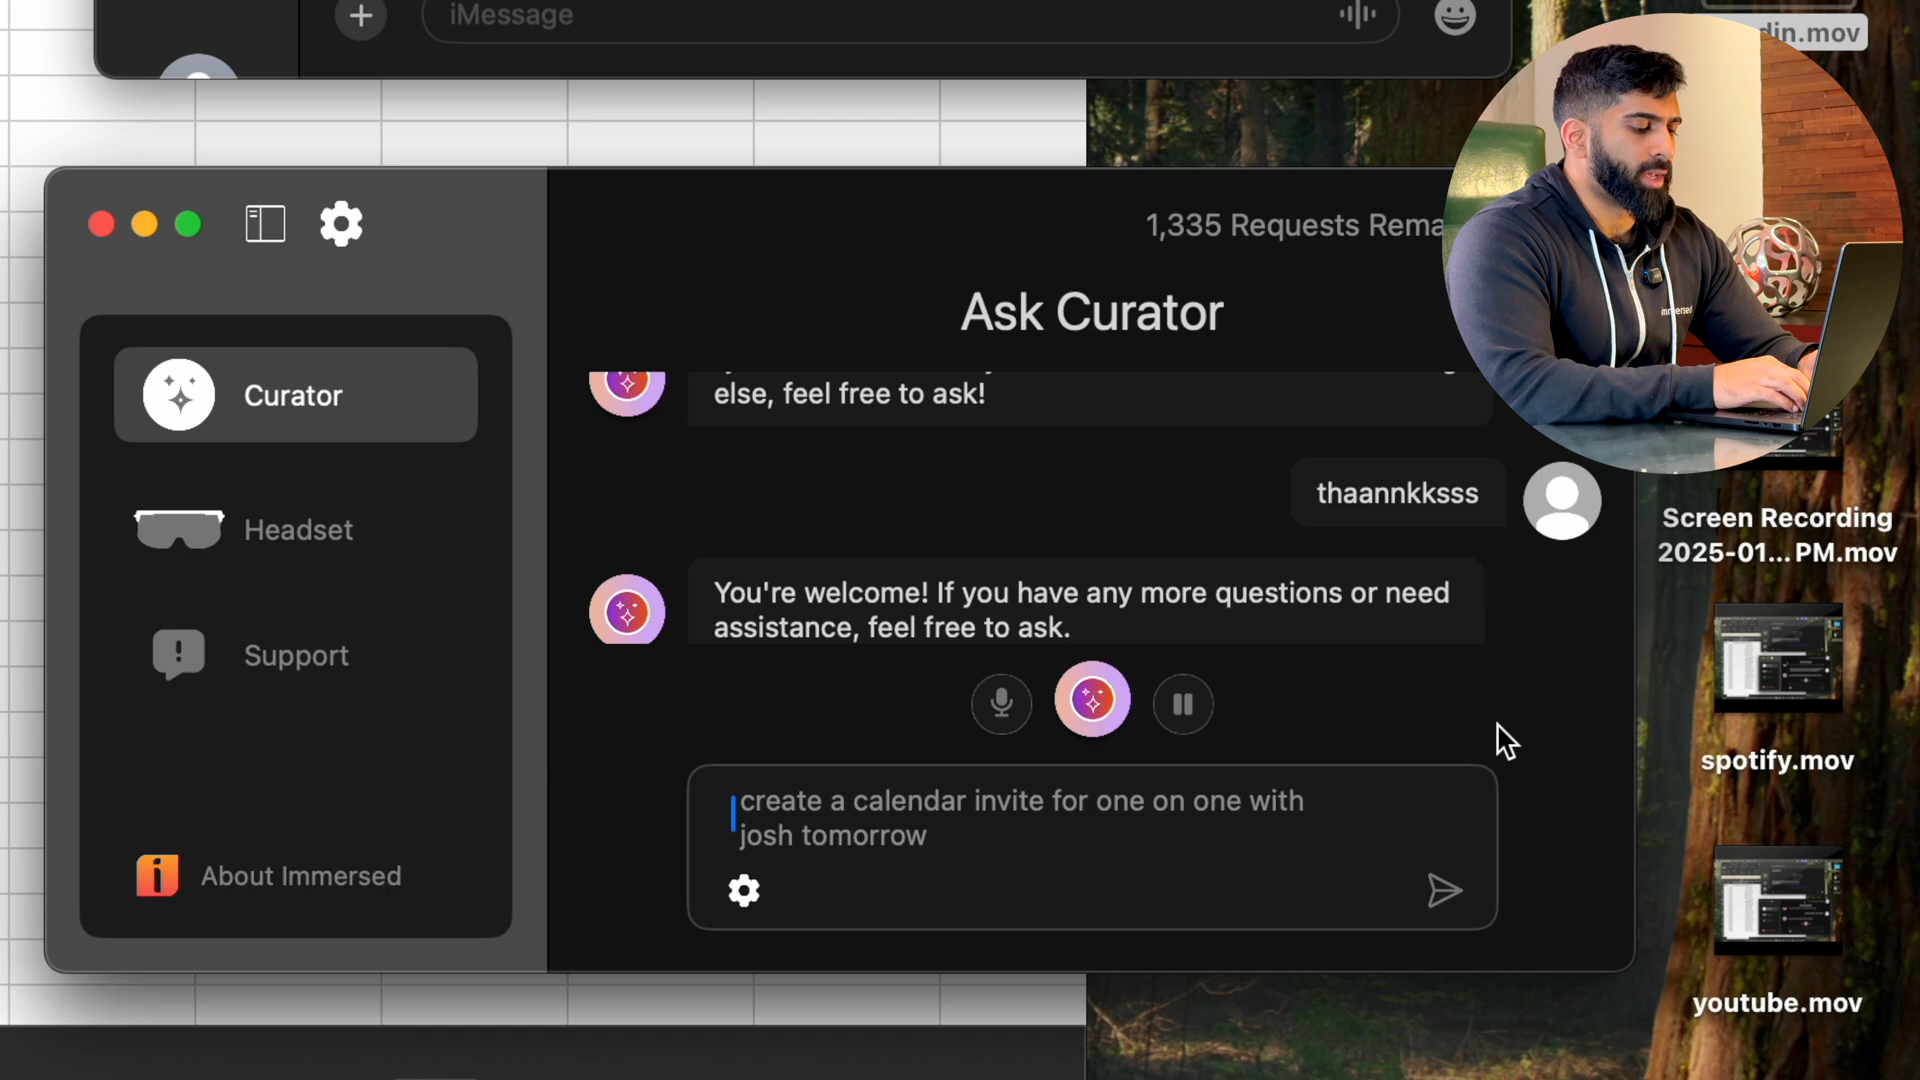 iMessage
din.mov
1,335 Requests Rema
Ask Curator
else, feel free to ask!
Curator
immersed
thaannkksss
Screen Recording
2025-01... PM.mov
Headset
You're welcome! If you have any more questions or need
assistance, feel free to ask.
Support
spotify.mov
create a calendar invite for one on one with
josh tomorrow
About Immersed
youtube.mov